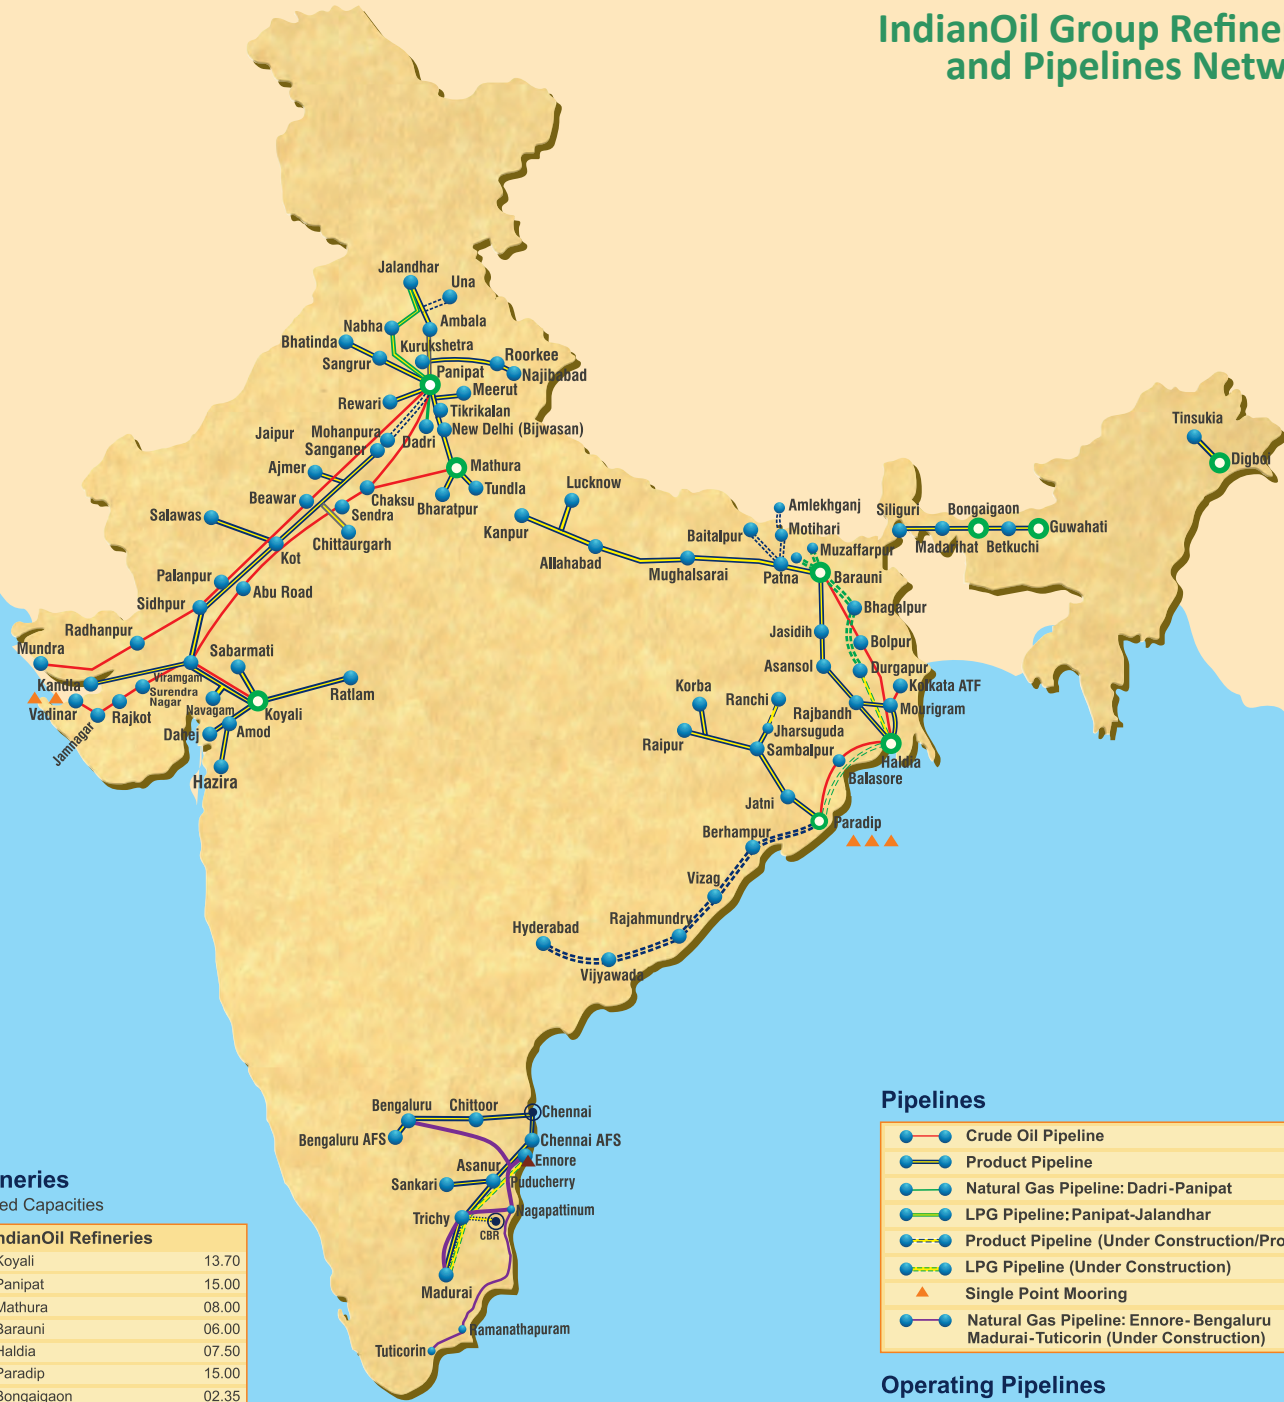 IndianOil Group Refine
and Pipelines Netw
Jalandhar
Una
Nabha
Ambala
Bhatinda
Kurukshetra
Sangrur
Roorkee
Panipat
Najibabad
Meerut
Rewari
Tikrikalan
Jaipur
Mohanpura
Dadri
New Delhi (Bijwasan)
Sanganer
Ajmer
Mathura
Tundla
Beawar
Chaksu
Bharatpur
Sendra
Salawas
Chittaurgarh
Kot
Lucknow
Kanpur
Allahabad
Mughalsarai
Baitalpur
Amlekhganj
Motihari
Muzaffarpur
Patna
Barauni
Siliguri
Bongaigaon
Guwahati
Madarihat
Betkuchi
Tinsukia
Digboi
Palanpur
Abu Road
Sidhpur
Radhanpur
Mundra
Sabarmati
Kandla
Viramgam
Surendra
Nagar
Ratlam
Vadinar
Rajkot
Navagam
Koyali
Jamnagar
Dahej
Amod
Hazira
Bhagalpur
Jasidih
Bolpur
Asansol
Durgapur
Kolkata ATF
Korba
Ranchi
Rajbandh
Mourigram
Raipur
Jharsuguda
Sambalpur
Haldia
Balasore
Jatni
Paradip
Berhampur
Vizag
Rajahmundry
Hyderabad
Vijyawada
Bengaluru
Chittoor
Chennai
Bengaluru AFS
Chennai AFS
Ennore
Asanur
Puducherry
Sankari
Trichy
Nagapattinum
CBR
Madurai
Ramanathapuram
Tuticorin
neries
ed Capacities
ndianOil Refineries
Koyali 13.70
Panipat 15.00
Mathura 08.00
Barauni 06.00
Haldia 07.50
Paradip 15.00
Bongaigaon 02.35
Pipelines
Crude Oil Pipeline
Product Pipeline
Natural Gas Pipeline: Dadri-Panipat
LPG Pipeline: Panipat-Jalandhar
Product Pipeline (Under Construction/Pro
LPG Pipeline (Under Construction)
Single Point Mooring
Natural Gas Pipeline: Ennore-Bengaluru
Madurai-Tuticorin (Under Construction)
Operating Pipelines